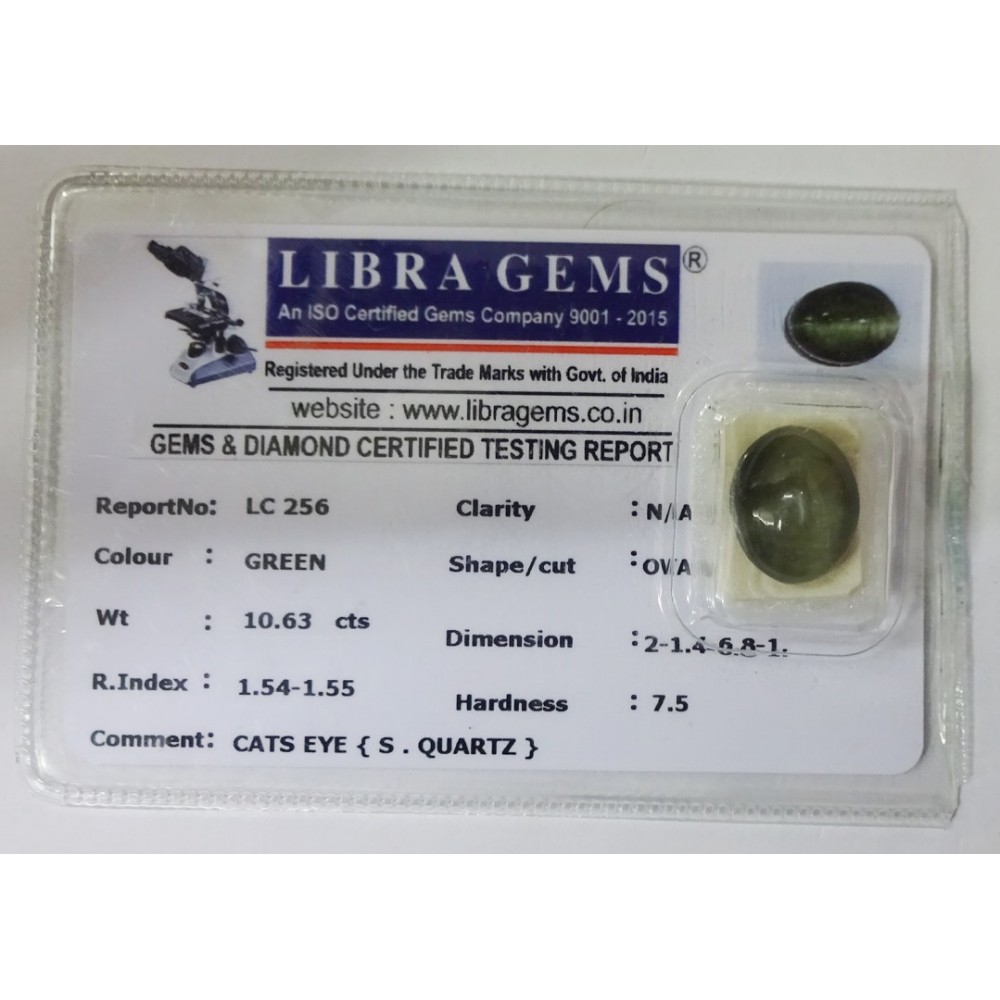 LIBRA GEMS ®
An ISO Certified Gems Company 9001 - 2015
Registered Under the Trade Marks with Govt. of India
website : www.libragems.co.in
GEMS & DIAMOND CERTIFIED TESTING REPORT
ReportNo: LC 256
Clarity : N/A
Colour : GREEN
Shape/cut : OVA
Wt : 10.63 cts
Dimension :
R.Index : 1.54-1.55
Hardness : 7.5
Comment: CATS EYE { S . QUARTZ }